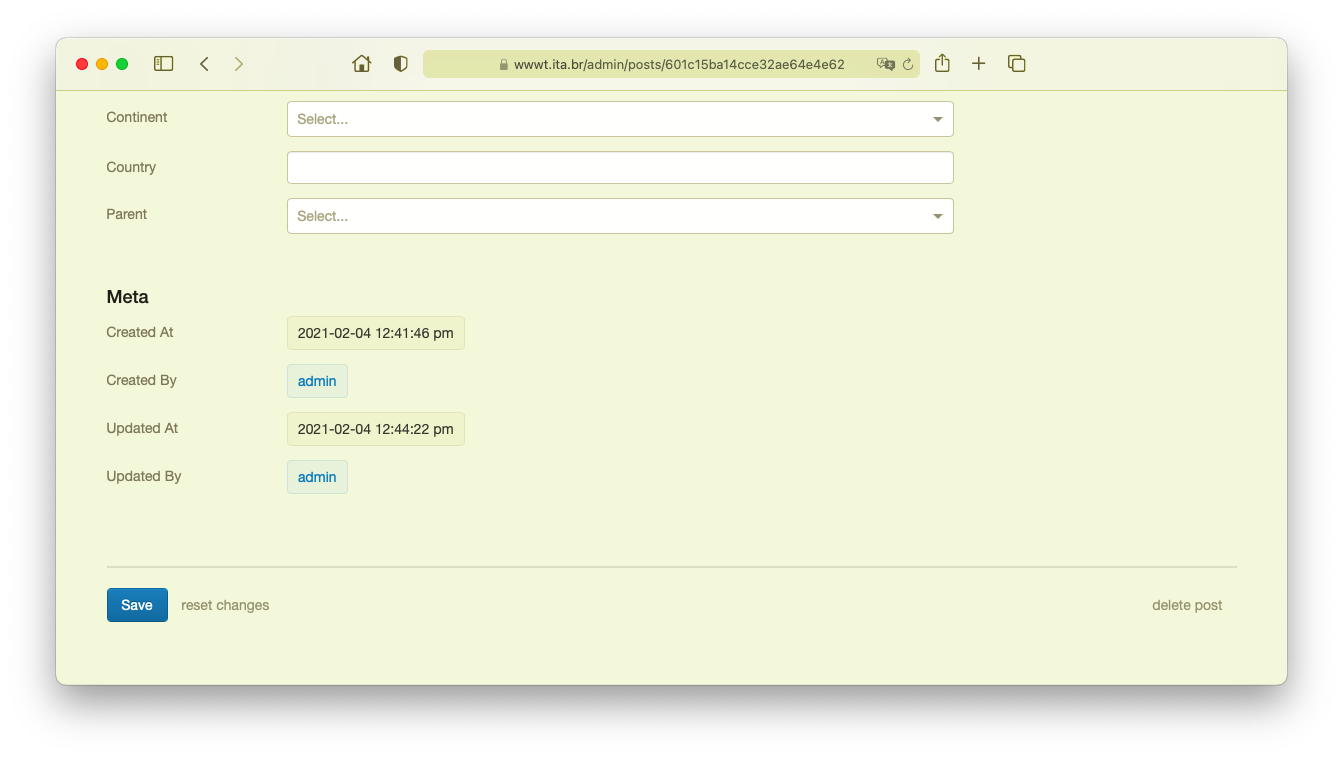 wwwt.ita.br/admin/posts/601c15ba14cce32ae64e4e62
Continent Select...
Country
Parent Select...
Meta
Created At 2021-02-04 12:41:46 pm
Created By admin
Updated At 2021-02-04 12:44:22 pm
Updated By admin
Save reset changes delete post